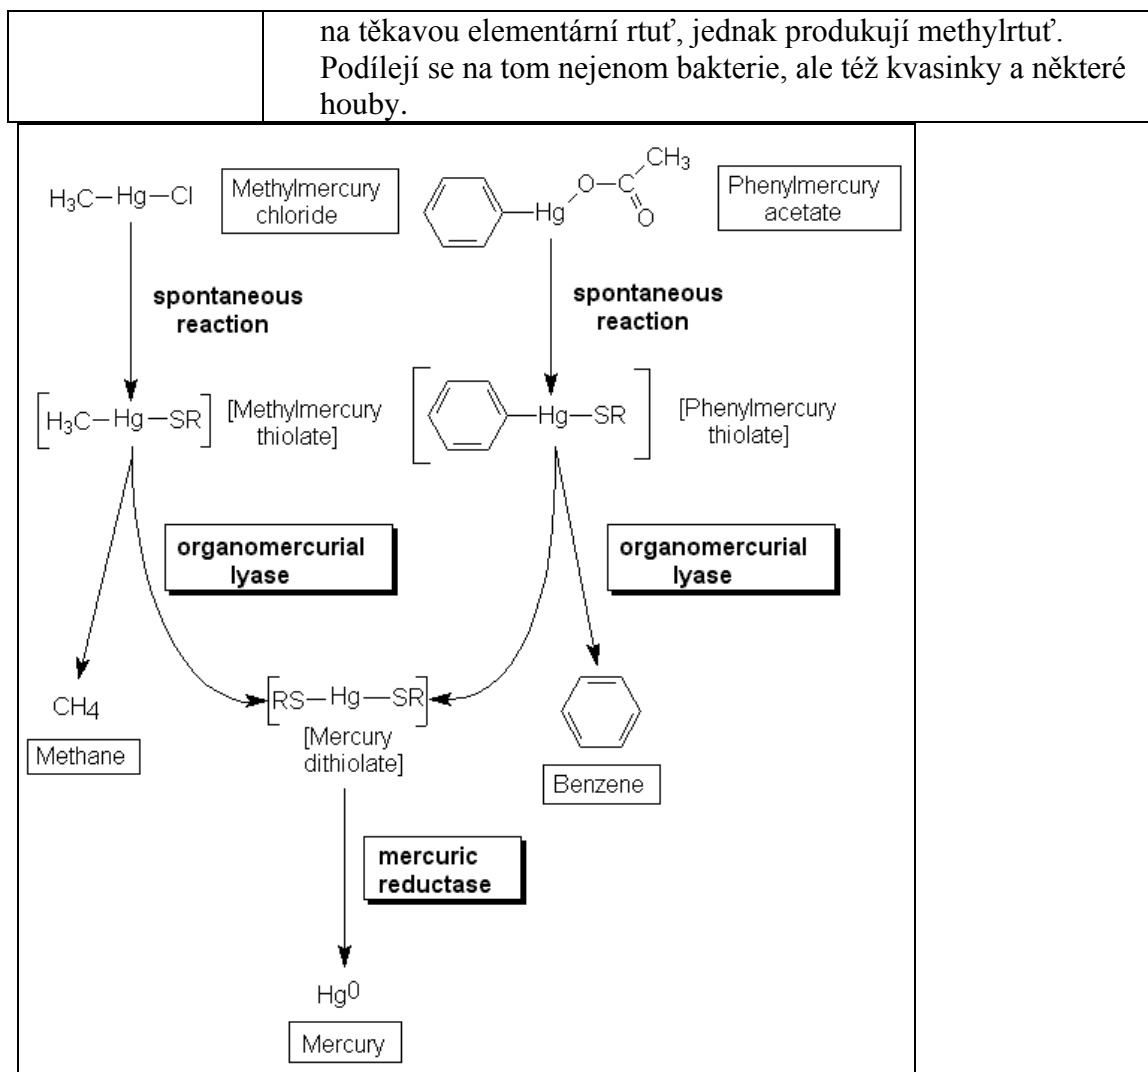 na těkavou elementární rtuť, jednak produkují methylrtuť.
Podílejí se na tom nejenom bakterie, ale též kvasinky a některé
houby.
H3C–Hg–Cl
Methylmercury
chloride
Hg
O
C
CH3
O
Phenylmercury
acetate
spontaneous
reaction
spontaneous
reaction
[H3C–Hg–SR]
[Methylmercury
thiolate]
[Hg–SR]
[Phenylmercury
thiolate]
organomercurial
lyase
organomercurial
lyase
CH4
Methane
[RS–Hg–SR]
[Mercury
dithiolate]
Benzene
mercuric
reductase
Hg0
Mercury